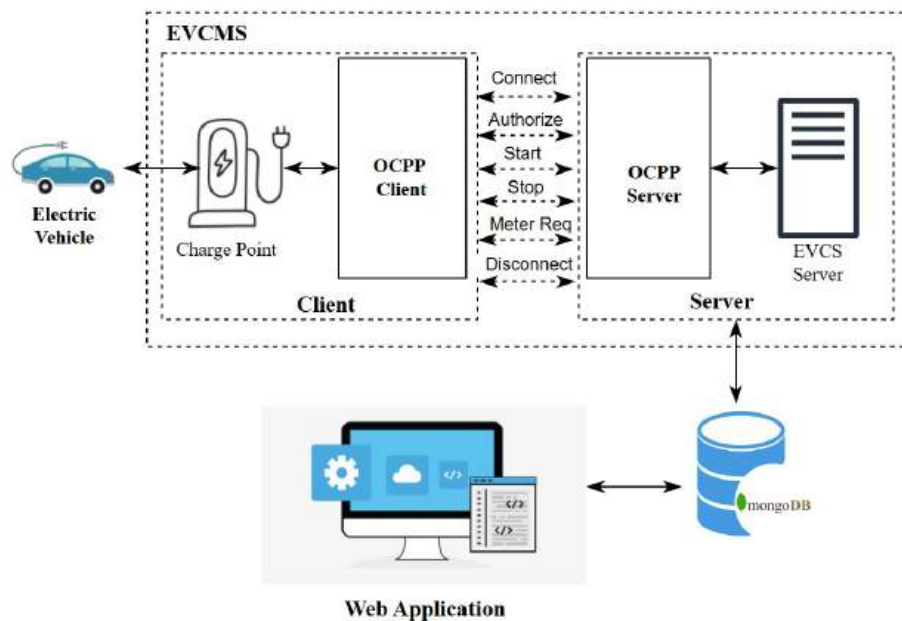 EVCMS
Electric
Vehicle
Charge Point
OCPP
Client
Client
Connect
Authorize
Start
Stop
Meter Req
Disconnect
OCPP
Server
EVCS
Server
Server
</>
</>
</>
mongoDB
Web Application